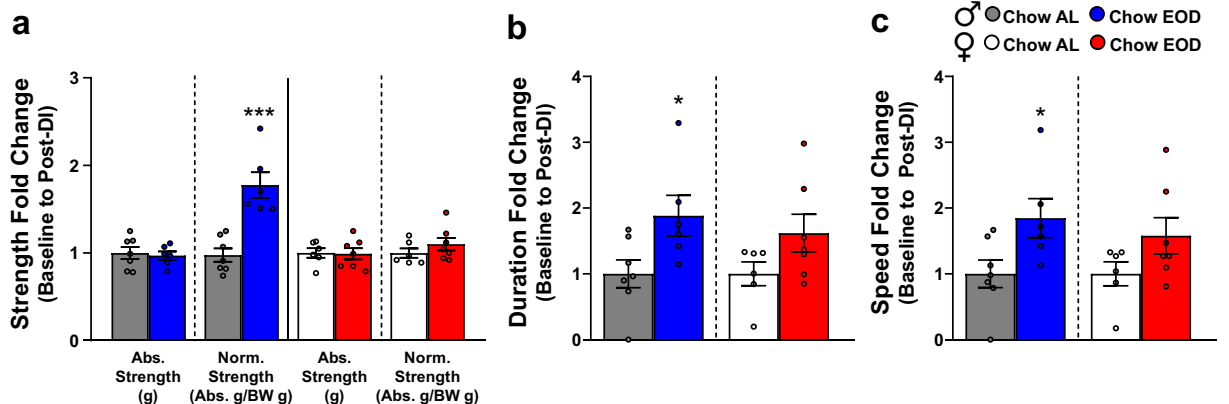 a
b
c
♂ Chow AL Chow EOD
♀ Chow AL Chow EOD
Strength Fold Change
(Baseline to Post-DI)
3
2
1
0
***
Abs.
Strength
(g)
Norm.
Strength
(Abs. g/BW g)
Abs.
Strength
(g)
Norm.
Strength
(Abs. g/BW g)
Duration Fold Change
(Baseline to Post-DI)
4
3
2
1
0
*
Speed Fold Change
(Baseline to Post-DI)
4
3
2
1
0
*